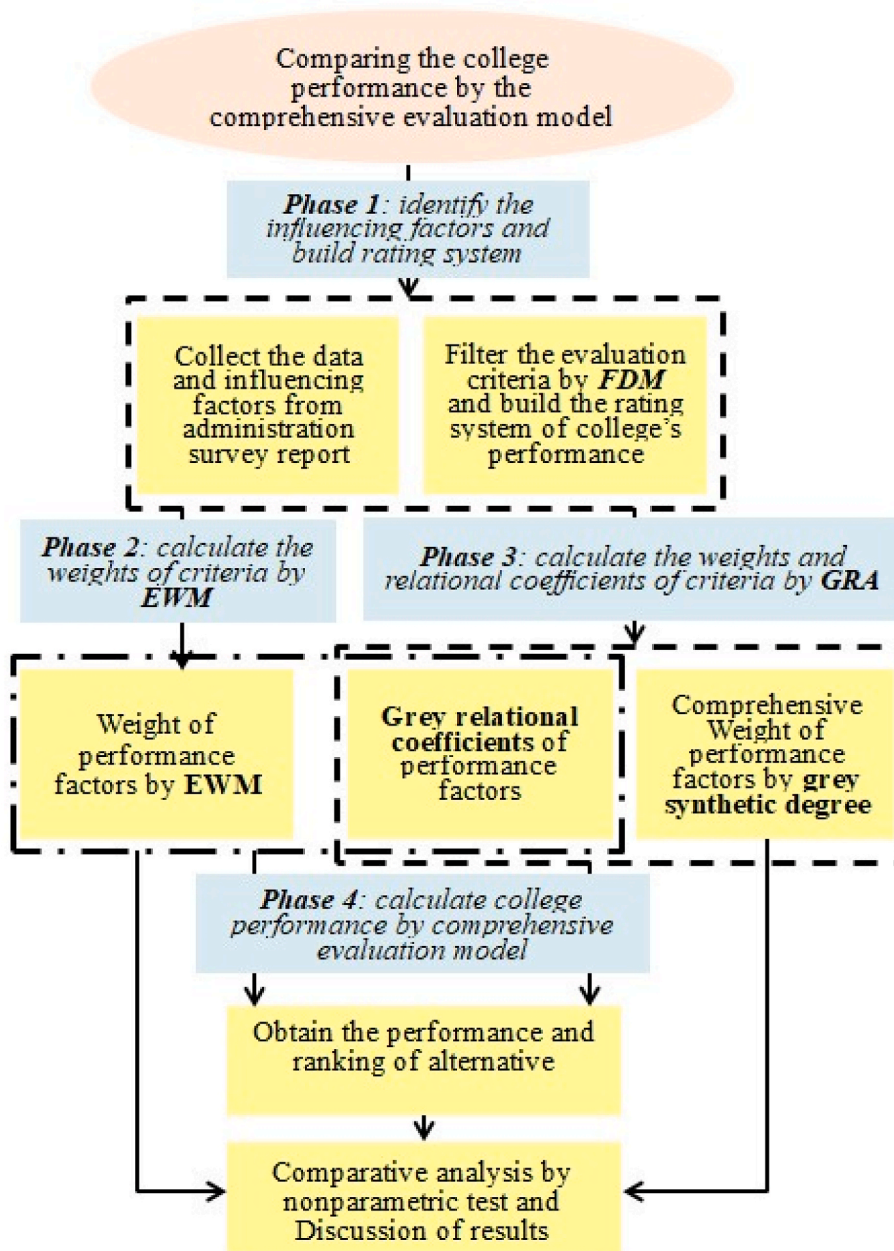 Comparing the college
performance by the
comprehensive evaluation model
Phase 1: identify the
influencing factors and
build rating system
Collect the data
and influencing
factors from
administration
survey report
Filter the evaluation
criteria by FDM
and build the rating
system of college’s
performance
Phase 2: calculate the
weights of criteria by
EWM
Phase 3: calculate the weights and
relational coefficients of criteria by GRA
Weight of
performance
factors by EWM
Grey relational
coefficients of
performance
factors
Comprehensive
Weight of
performance
factors by grey
synthetic degree
Phase 4: calculate college
performance by comprehensive
evaluation model
Obtain the performance and
ranking of alternative
Comparative analysis by
nonparametric test and
Discussion of results